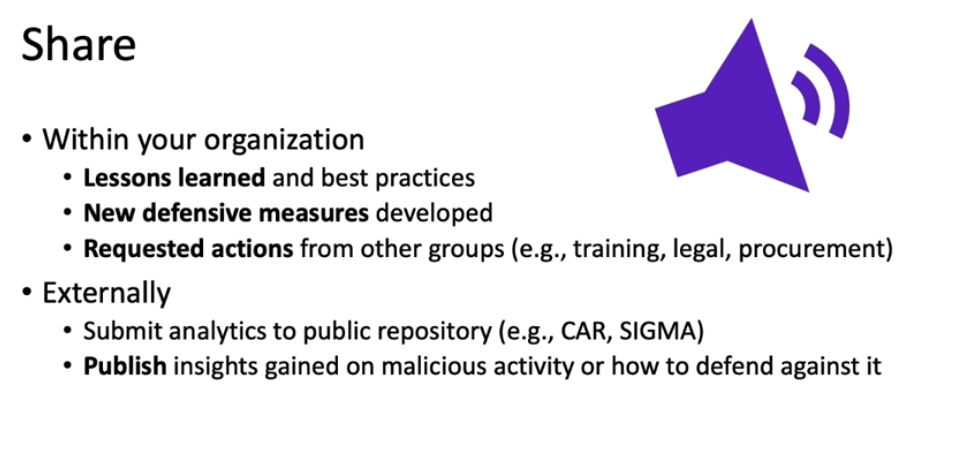 Share
• Within your organization
• Lessons learned and best practices
• New defensive measures developed
• Requested actions from other groups (e.g., training, legal, procurement)
• Externally
• Submit analytics to public repository (e.g., CAR, SIGMA)
• Publish insights gained on malicious activity or how to defend against it